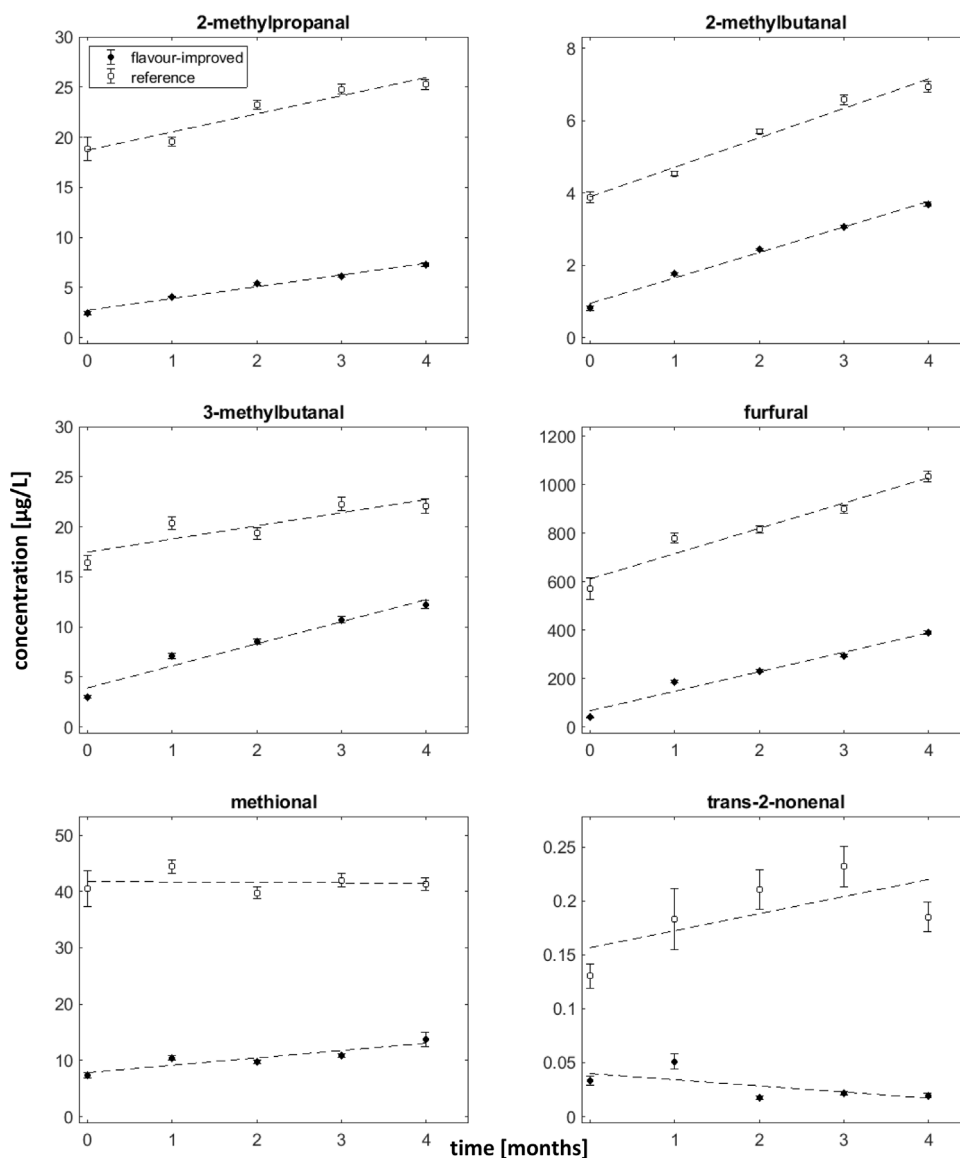 2-methylpropanal
30
25
20
15
10
5
0
flavour-improved
reference
0 1 2 3 4
2-methylbutanal
8
6
4
2
0
0 1 2 3 4
concentration [µg/L]
3-methylbutanal
30
25
20
15
10
5
0
0 1 2 3 4
furfural
1200
1000
800
600
400
200
0
0 1 2 3 4
methional
50
40
30
20
10
0
0 1 2 3 4
trans-2-nonenal
0.25
0.2
0.15
0.1
0.05
0
0 1 2 3 4
time [months]